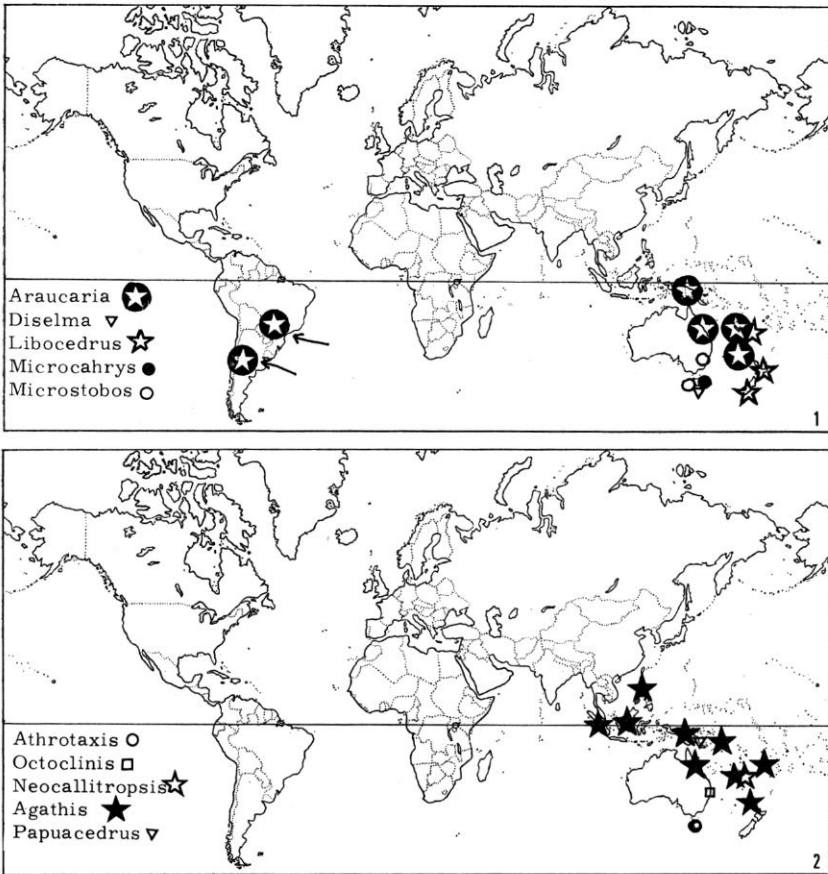 Araucaria
Diselma
Libocedrus
Microcahrys
Microstobos
1
Athrotaxis
Octoclinis
Neocallitropsis
Agathis
Papuacedrus
2